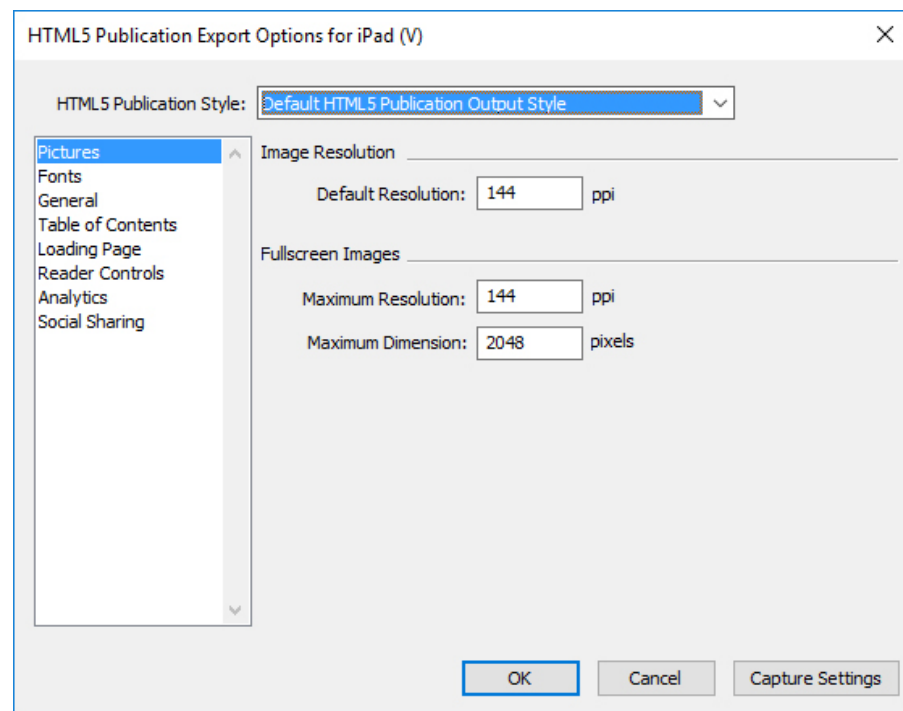 HTML5 Publication Export Options for iPad (V)
HTML5 Publication Style: Default HTML5 Publication Output Style
Pictures
Fonts
General
Table of Contents
Loading Page
Reader Controls
Analytics
Social Sharing
Image Resolution
Default Resolution: 144 ppi
Fullscreen Images
Maximum Resolution: 144 ppi
Maximum Dimension: 2048 pixels
OK Cancel Capture Settings